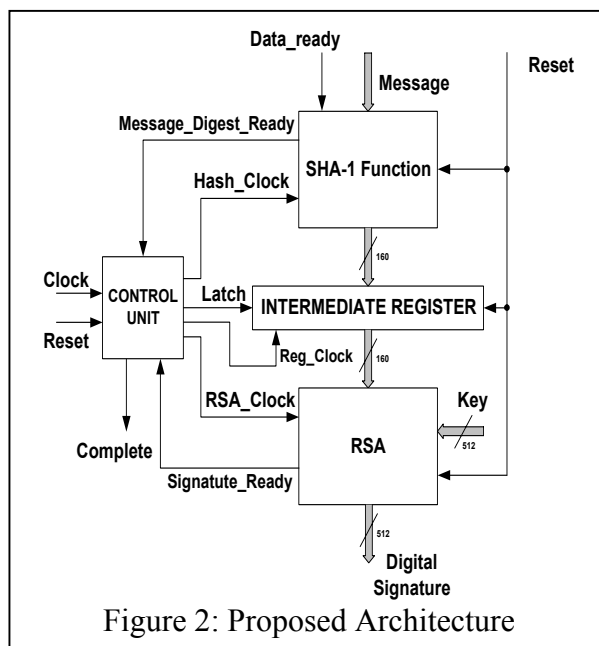 Data_ready
Message
Reset
Message_Digest_Ready
SHA-1 Function
Hash_Clock
160
Clock
CONTROL
UNIT
Latch
INTERMEDIATE REGISTER
Reset
Reg_Clock
160
RSA_Clock
Key
512
RSA
Complete
Signatute_Ready
512
Digital
Signature
Figure 2: Proposed Architecture